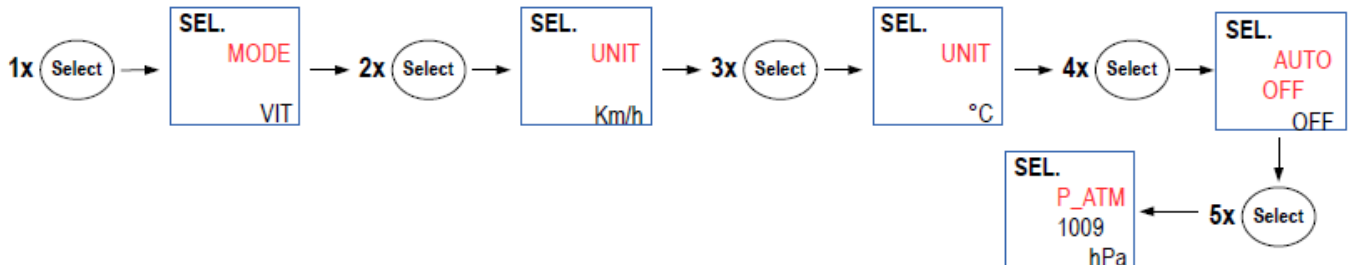 1x Select
SEL.
MODE
VIT
2x Select
SEL.
UNIT
Km/h
3x Select
SEL.
UNIT
°C
4x Select
SEL.
AUTO
OFF
OFF
5x Select
SEL.
P_ATM
1009
hPa